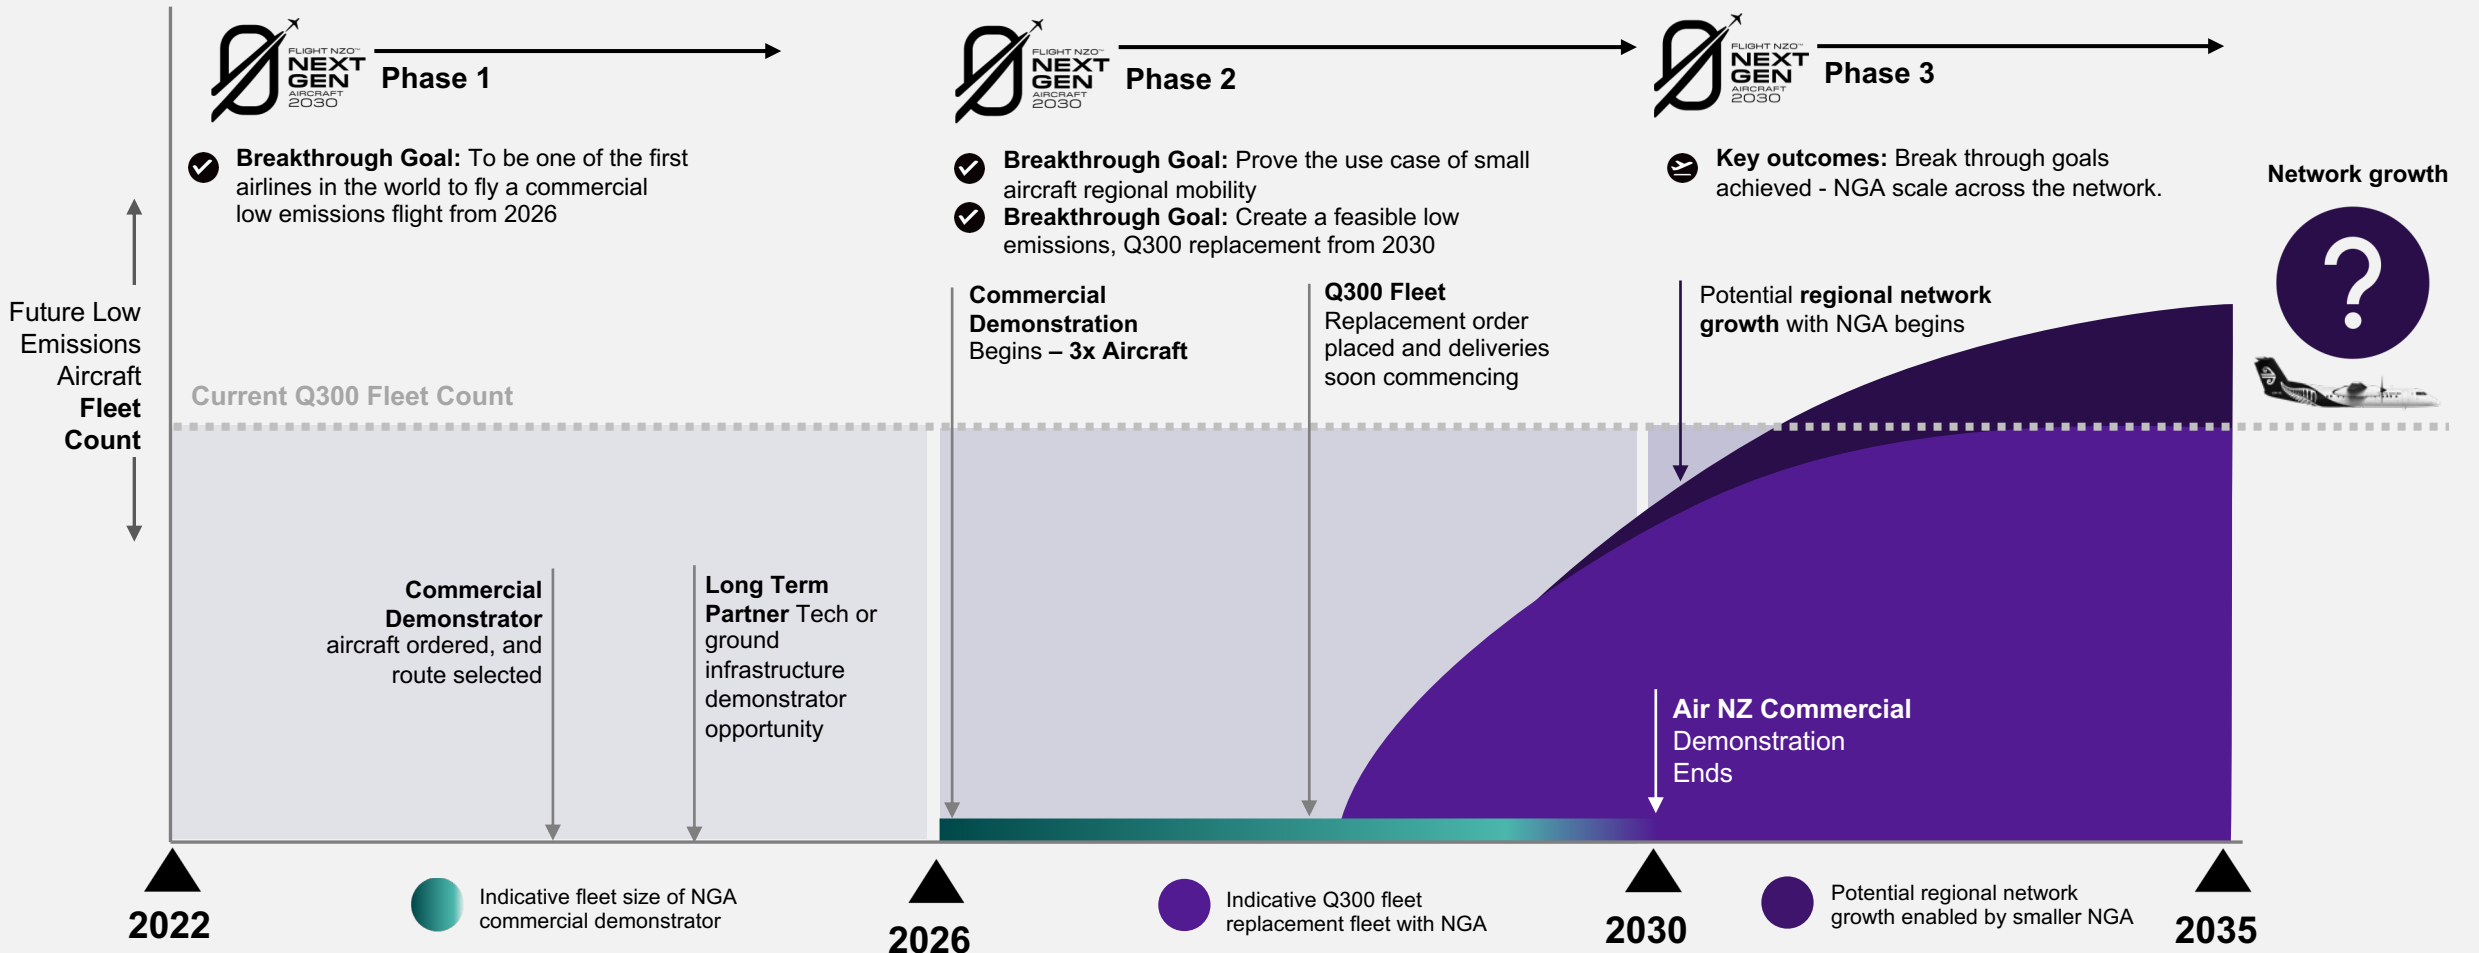 FLIGHT NZ0™
NEXT
GEN
AIRCRAFT
2030
Phase 1
FLIGHT NZ0™
NEXT
GEN
AIRCRAFT
2030
Phase 2
FLIGHT NZ0™
NEXT
GEN
AIRCRAFT
2030
Phase 3
Breakthrough Goal: To be one of the first
airlines in the world to fly a commercial
low emissions flight from 2026
Breakthrough Goal: Prove the use case of small
aircraft regional mobility
Breakthrough Goal: Create a feasible low
emissions, Q300 replacement from 2030
Key outcomes: Break through goals
achieved - NGA scale across the network.
Network growth
?
Future Low
Emissions
Aircraft
Fleet
Count
Current Q300 Fleet Count
Commercial
Demonstration
Begins – 3x Aircraft
Q300 Fleet
Replacement order
placed and deliveries
soon commencing
Potential regional network
growth with NGA begins
Commercial
Demonstrator
aircraft ordered, and
route selected
Long Term
Partner Tech or
ground
infrastructure
demonstrator
opportunity
Air NZ Commercial
Demonstration
Ends
2022
Indicative fleet size of NGA
commercial demonstrator
2026
Indicative Q300 fleet
replacement fleet with NGA
2030
Potential regional network
growth enabled by smaller NGA
2035